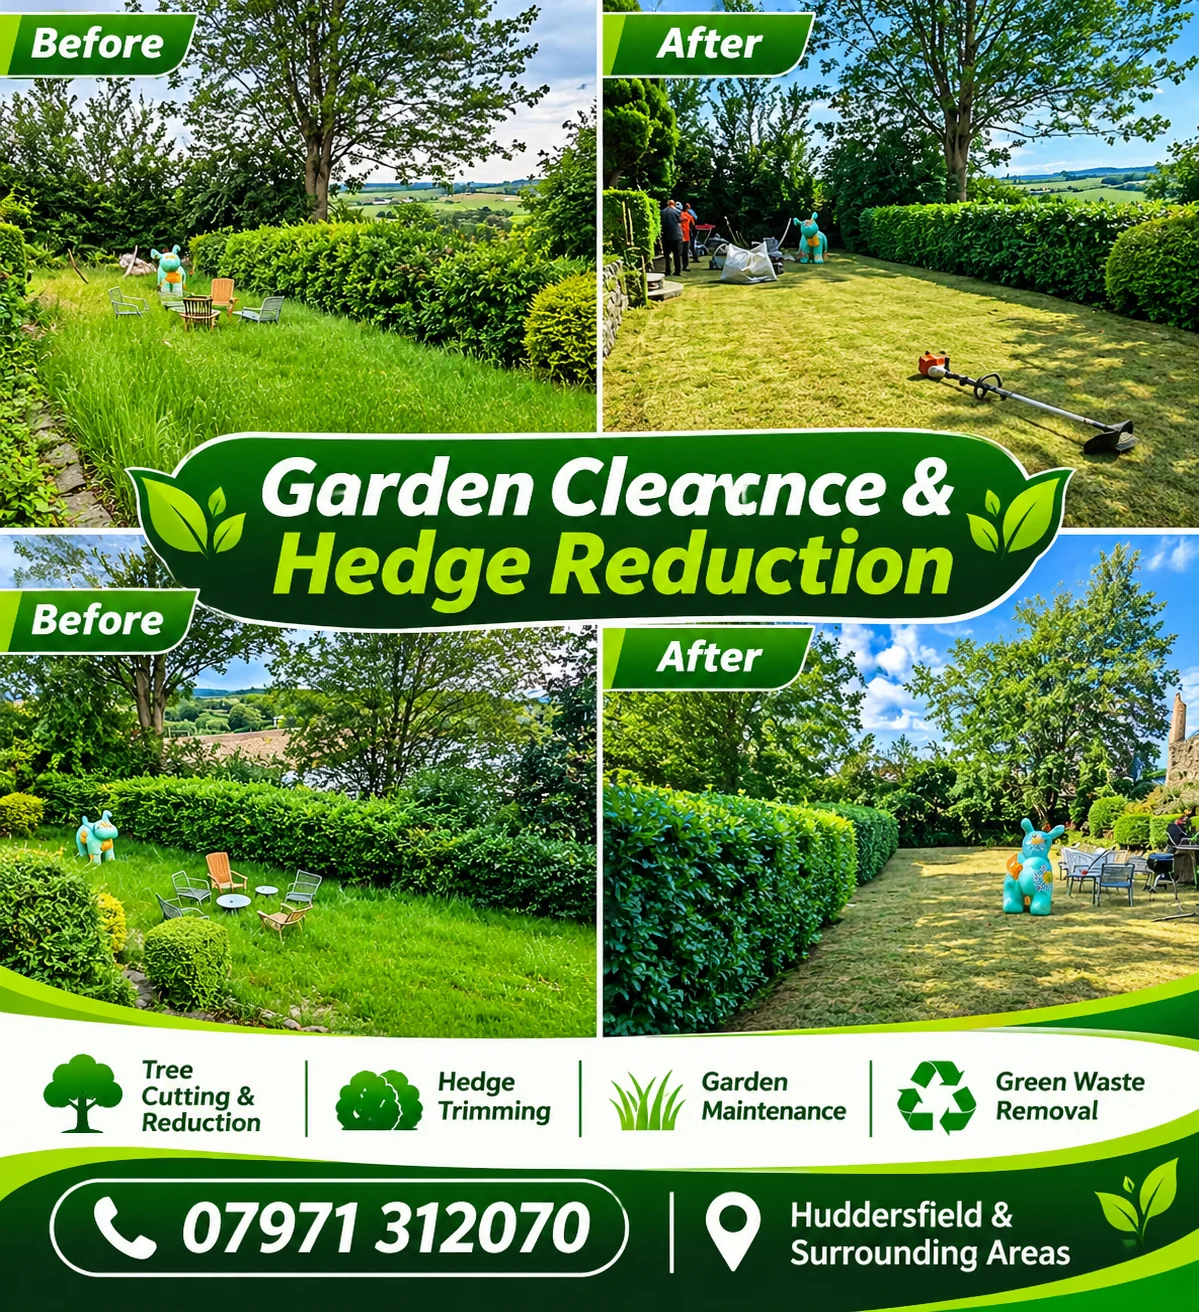 Before
After
Garden Clearcnce &
Hedge Reduction
Before
After
Tree
Cutting &
Reduction
Hedge
Trimming
Garden
Maintenance
Green Waste
Removal
07971 312070
Huddersfield &
Surrounding Areas